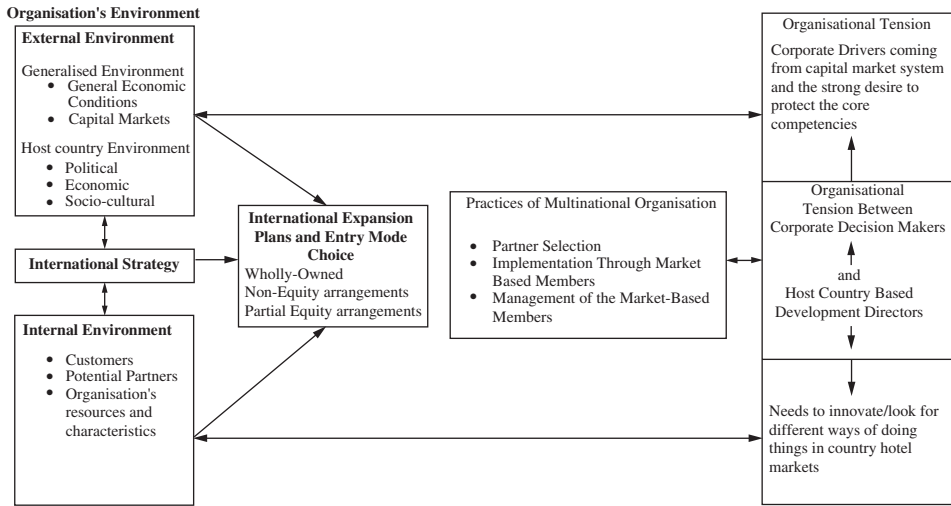 Organisation's Environment
External Environment
Generalised Environment
• General Economic
Conditions
• Capital Markets
Host country Environment
• Political
• Economic
• Socio-cultural
International Strategy
Internal Environment
• Customers
• Potential Partners
• Organisation's
resources and
characteristics
International Expansion
Plans and Entry Mode
Choice
Wholly-Owned
Non-Equity arrangements
Partial Equity arrangements
Practices of Multinational Organisation
• Partner Selection
• Implementation Through Market
Based Members
• Management of the Market-Based
Members
Organisational Tension
Corporate Drivers coming
from capital market system
and the strong desire to
protect the core
competencies
Organisational
Tension Between
Corporate Decision Makers
and
Host Country Based
Development Directors
Needs to innovate/look for
different ways of doing
things in country hotel
markets